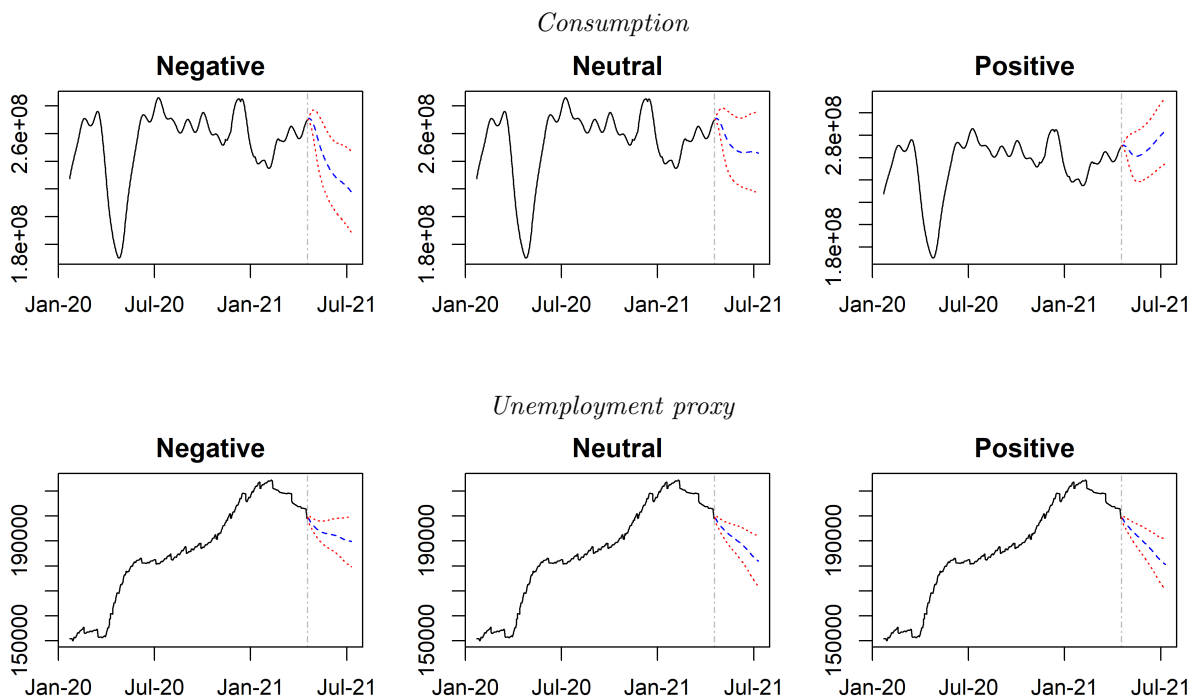 Consumption
Negative
Neutral
Positive
1.8e+08 2.6e+08
1.8e+08 2.6e+08
1.8e+08 2.8e+08
Jan-20 Jul-20 Jan-21 Jul-21
Jan-20 Jul-20 Jan-21 Jul-21
Jan-20 Jul-20 Jan-21 Jul-21
Unemployment proxy
Negative
Neutral
Positive
150000 190000
150000 190000
150000 190000
Jan-20 Jul-20 Jan-21 Jul-21
Jan-20 Jul-20 Jan-21 Jul-21
Jan-20 Jul-20 Jan-21 Jul-21